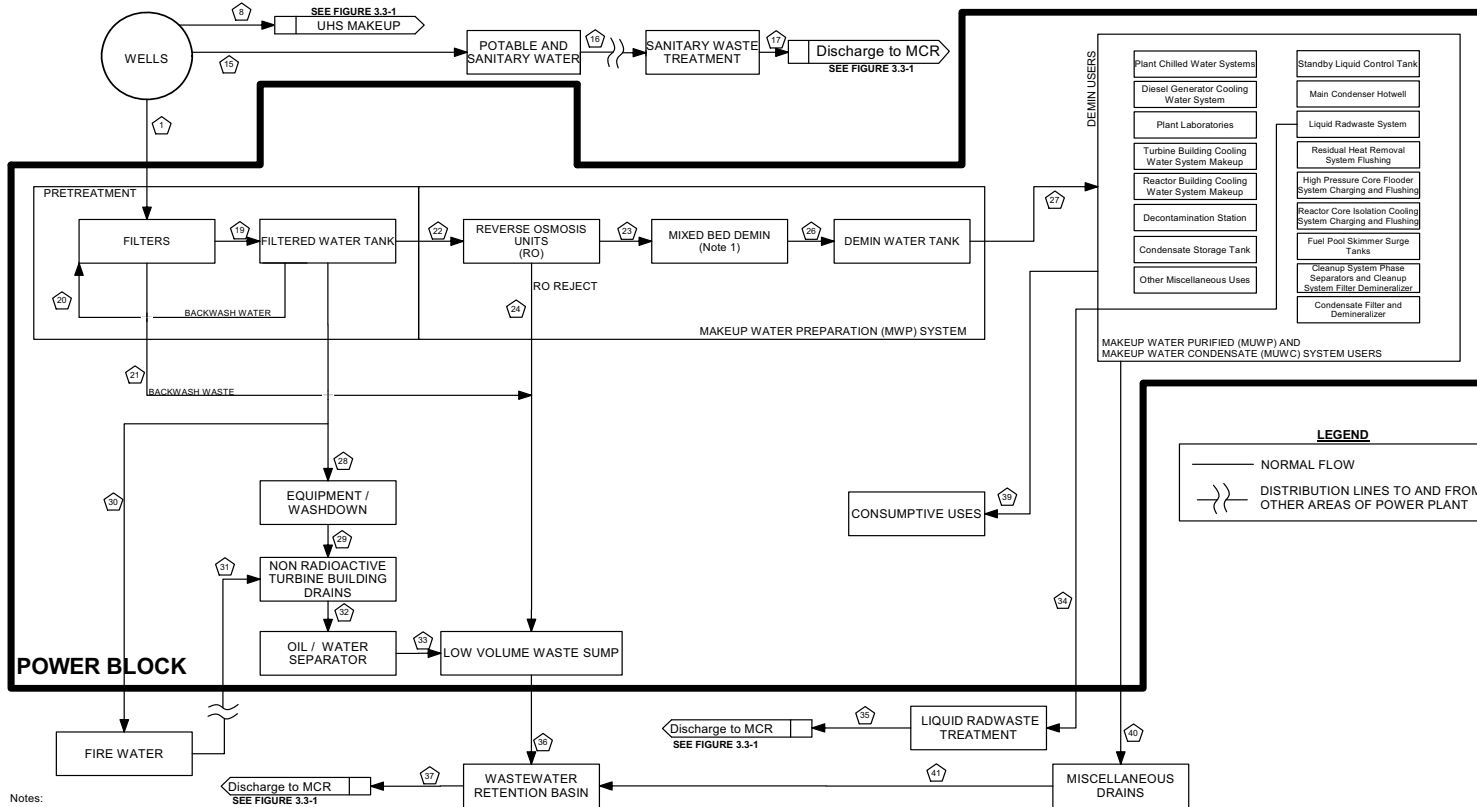 8
SEE FIGURE 3.3-1
UHS MAKEUP
WELLS
15
POTABLE AND
SANITARY WATER
16
SANITARY WASTE
TREATMENT
17
Discharge to MCR
SEE FIGURE 3.3-1
1
DEMIN USERS
Plant Chilled Water Systems
Diesel Generator Cooling
Water System
Plant Laboratories
Turbine Building Cooling
Water System Makeup
Reactor Building Cooling
Water System Makeup
Decontamination Station
Condensate Storage Tank
Other Miscellaneous Uses
Standby Liquid Control Tank
Main Condenser Hotwell
Liquid Radwaste System
Residual Heat Removal
System Flushing
High Pressure Core Flooder
System Charging and Flushing
Reactor Core Isolation Cooling
System Charging and Flushing
Fuel Pool Skimmer Surge
Tanks
Cleanup System Phase
Separators and Cleanup
System Filter Demineralizer
Condensate Filter and
Demineralizer
MAKEUP WATER PURIFIED (MUWP) AND
MAKEUP WATER CONDENSATE (MUWC) SYSTEM USERS
PRETREATMENT
FILTERS
19
FILTERED WATER TANK
22
REVERSE OSMOSIS
UNITS
(RO)
23
MIXED BED DEMIN
(Note 1)
26
DEMIN WATER TANK
27
20
BACKWASH WATER
RO REJECT
24
MAKEUP WATER PREPARATION (MWP) SYSTEM
21
BACKWASH WASTE
28
30
EQUIPMENT /
WASHDOWN
29
31
NON RADIOACTIVE
TURBINE BUILDING
DRAINS
32
OIL / WATER
SEPARATOR
33
LOW VOLUME WASTE SUMP
POWER BLOCK
CONSUMPTIVE USES
39
34
LEGEND
NORMAL FLOW
DISTRIBUTION LINES TO AND FROM
OTHER AREAS OF POWER PLANT
FIRE WATER
36
Discharge to MCR
SEE FIGURE 3.3-1
35
LIQUID RADWASTE
TREATMENT
40
Discharge to MCR
SEE FIGURE 3.3-1
37
WASTEWATER
RETENTION BASIN
41
MISCELLANEOUS
DRAINS
Notes: